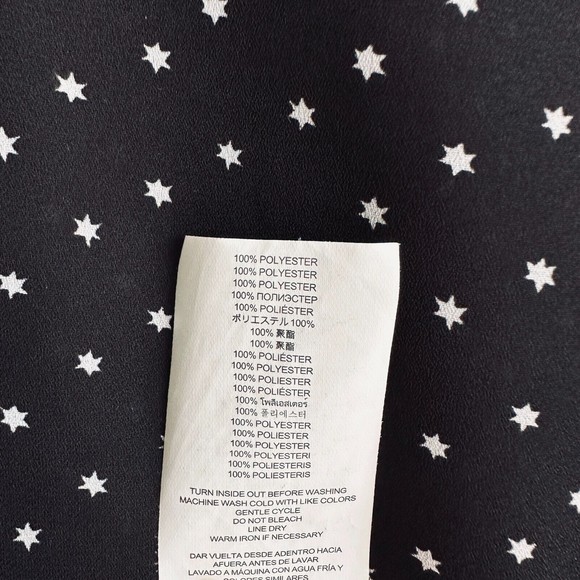 100% POLYESTER
100% POLYESTER
100% POLYESTER
100% ПОЛИЭСТЕР
100% POLIÉSTER
ポリエステル 100%
100% 聚酯
100% 聚酯
100% POLIÉSTER
100% POLYESTER
100% POLIÉSTER
100% POLIÉSTER
100% โพลีเอสเตอร์
100% 폴리에스터
100% POLYESTER
100% POLIESTER
100% POLYESTER
100% POLYESTERI
100% POLIESTERIS
100% POLIESTERIS
TURN INSIDE OUT BEFORE WASHING
MACHINE WASH COLD WITH LIKE COLORS
GENTLE CYCLE
DO NOT BLEACH
LINE DRY
WARM IRON IF NECESSARY
DAR VUELTA DESDE ADENTRO HACIA
AFUERA ANTES DE LAVAR
LAVADO A MÁQUINA CON AGUA FRÍA Y
COLORES SIMILARES